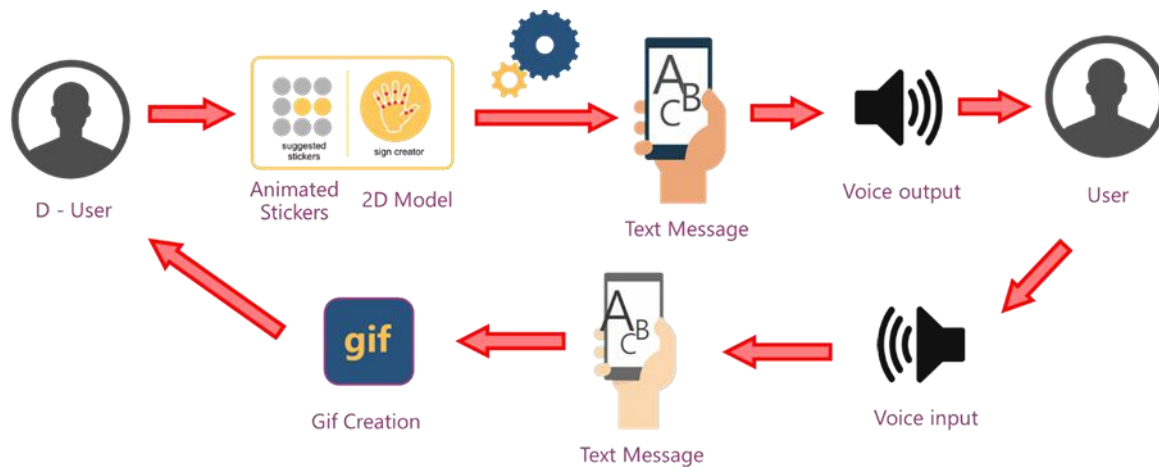 suggested
stickers
sign creator
Animated
Stickers
2D Model
D - User
A
B
C
Text Message
Voice output
User
gif
Gif Creation
A
B
C
Text Message
Voice input